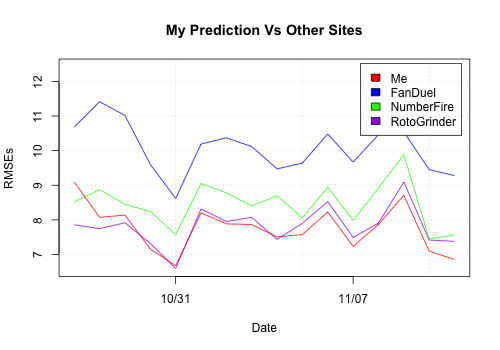 My Prediction Vs Other Sites
Me
FanDuel
NumberFire
RotoGrinder
RMSEs
12
11
10
9
8
7
10/31
11/07
Date